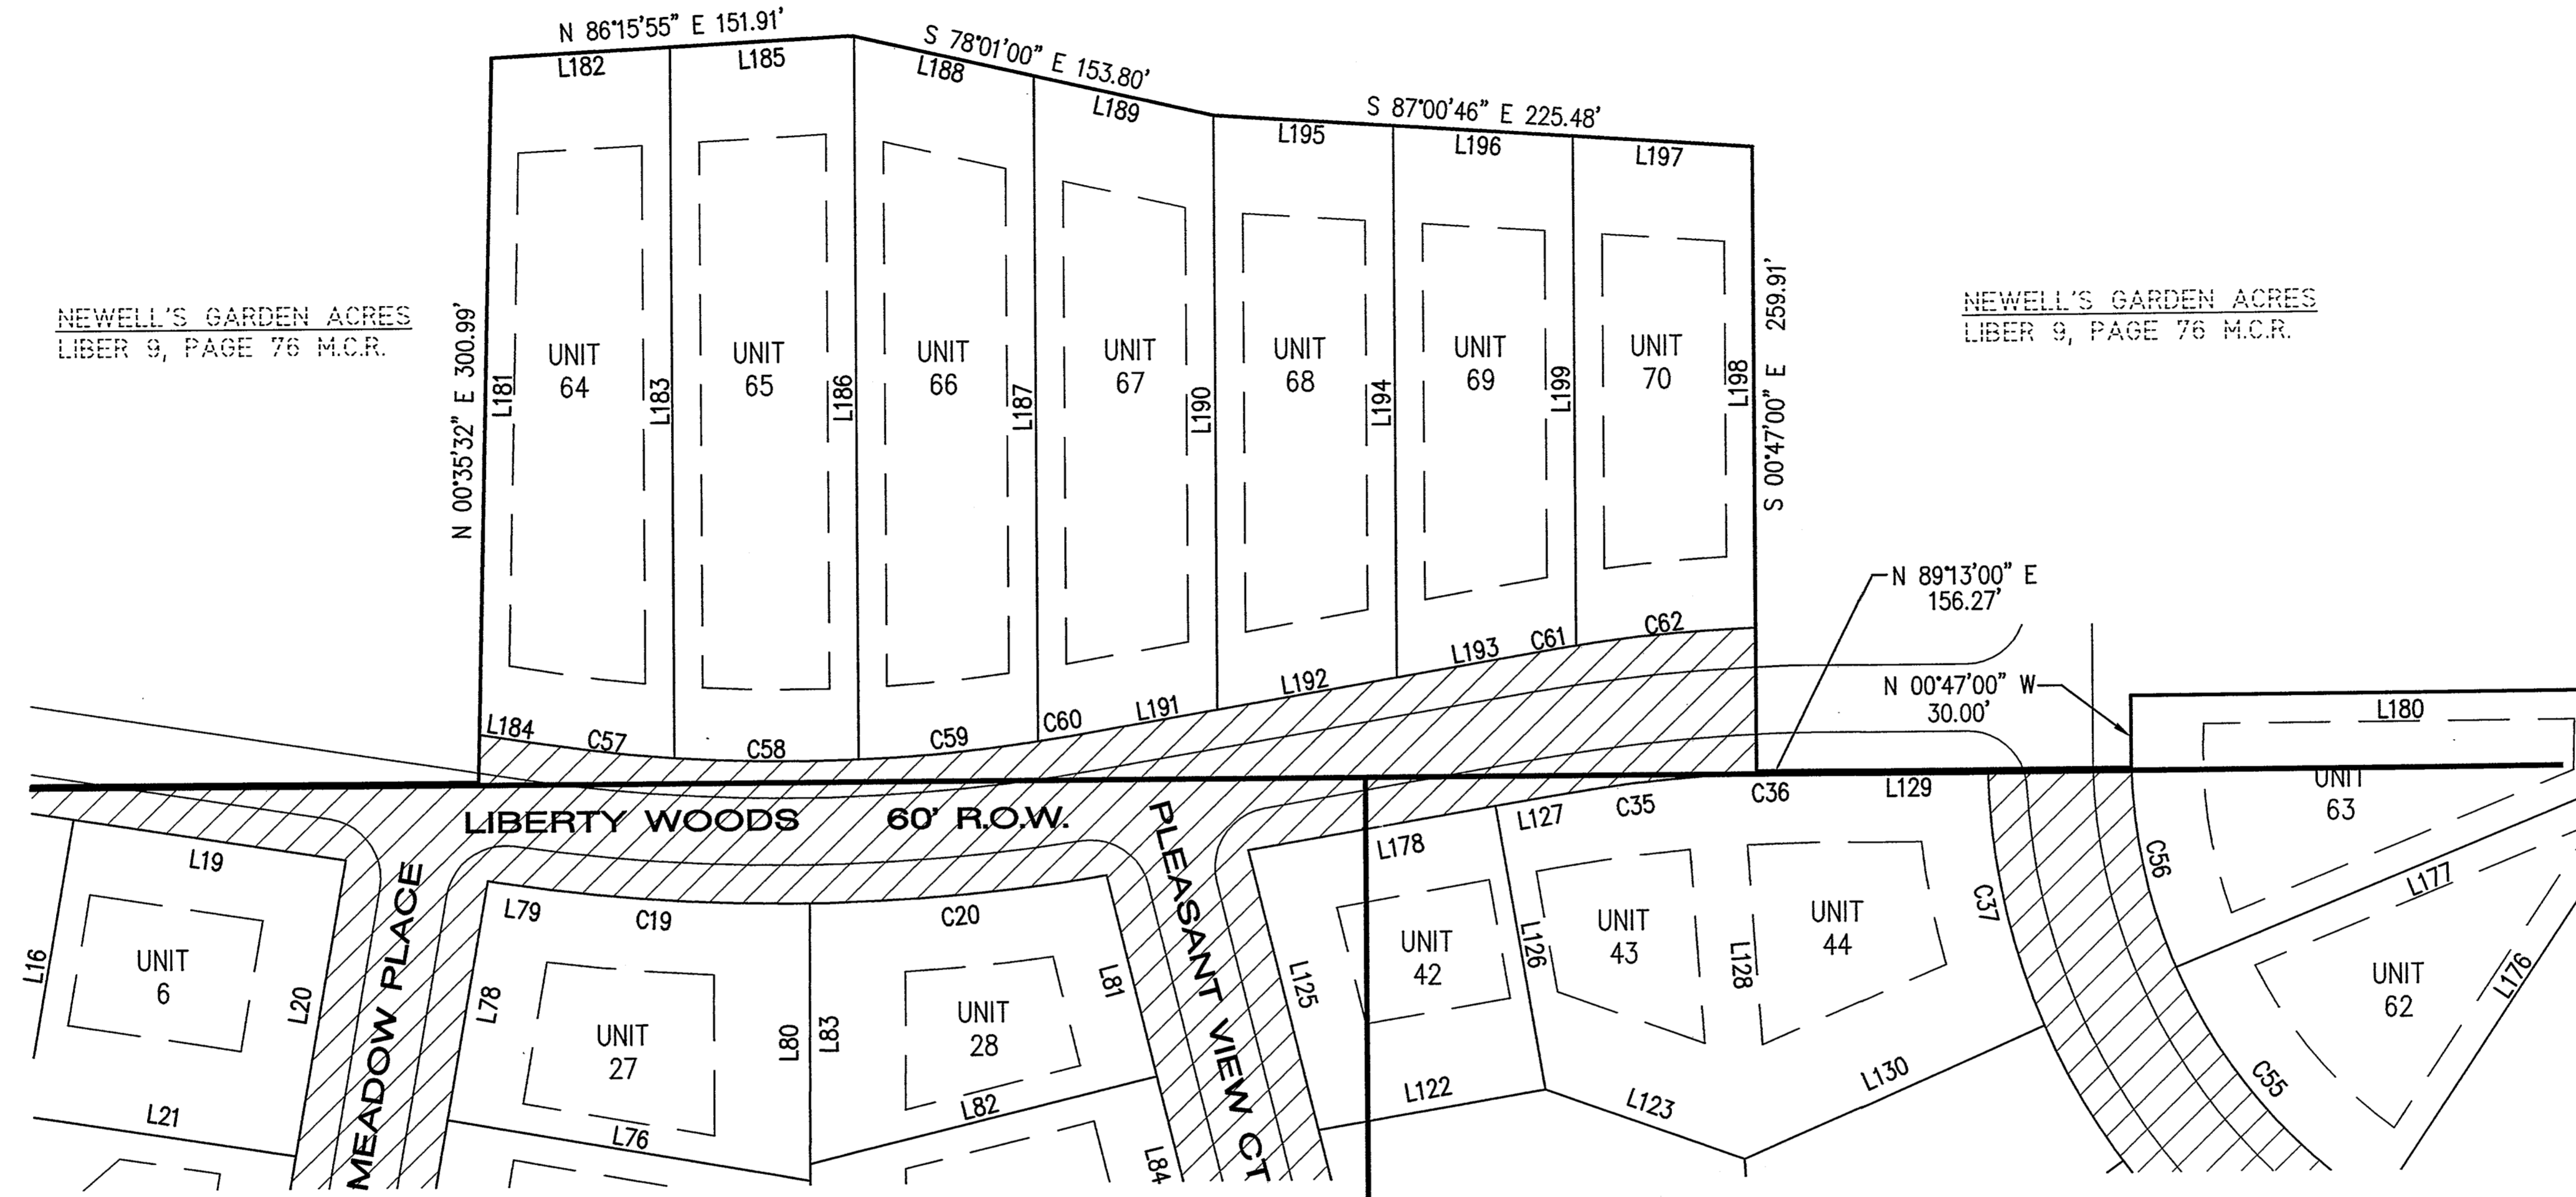 N 86°15'55" E 151.91'
S 78°01'00" E 153.80'
S 87°00'46" E 225.48'
L182
L185
L188
L189
L195
L196
L197
NEWELL'S GARDEN ACRES
LIBER 9, PAGE 76 M.C.R.
N 00°35'32" E 300.99'
L181
UNIT
64
L183
UNIT
65
L186
UNIT
66
L187
UNIT
67
L190
UNIT
68
L194
UNIT
69
L199
UNIT
70
L198
S 00°47'00" E 259.91'
NEWELL'S GARDEN ACRES
LIBER 9, PAGE 76 M.C.R.
N 89°13'00" E
156.27'
N 00°47'00" W
30.00'
L184
C57
C58
C59
C60
L191
L192
L193
C61
C62
L180
UNIT
63
LIBERTY WOODS 60' R.O.W.
MEADOW PLACE
PLEASANT VIEW CT
L19
L16
UNIT
6
L20
L21
L79
C19
L78
UNIT
27
L80
L76
L83
C20
UNIT
28
L81
L82
L84
L125
L178
UNIT
42
L122
L127
L126
C35
UNIT
43
L123
L128
C36
L129
UNIT
44
L130
C37
C56
L177
UNIT
62
L176
C55